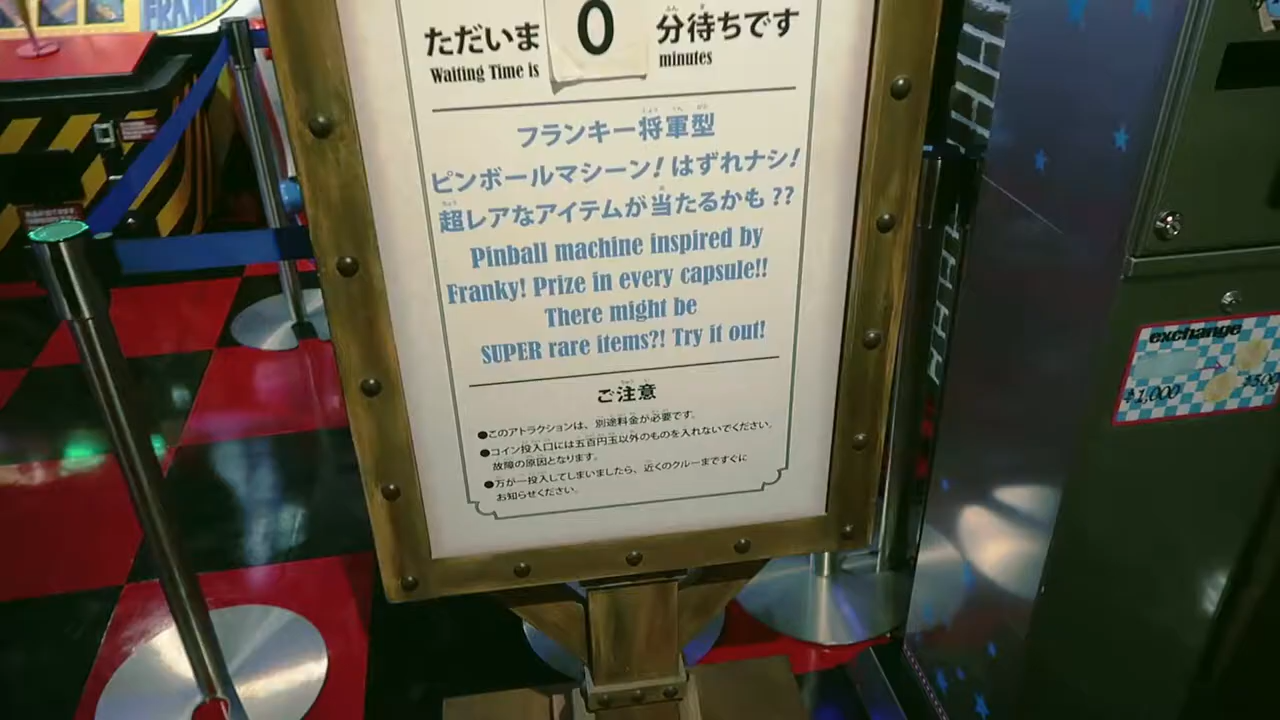 FRANK
ただいま 0 分待ちです
Waiting Time is minutes
フランキー将軍型
ピンボールマシーン!はずれナシ!
超レアなアイテムが当たるかも??
Pinball machine inspired by
Franky! Prize in every capsule!!
There might be
SUPER rare items?! Try it out!
ご注意
●このアトラクションは、別途料金が必要です。
●コイン投入口には五百円玉以外のものを入れないでください。
故障の原因となります。
●万が一投入してしまいましたら、近くのクルーまですぐに
お知らせください。
exchange
¥1,000
¥500